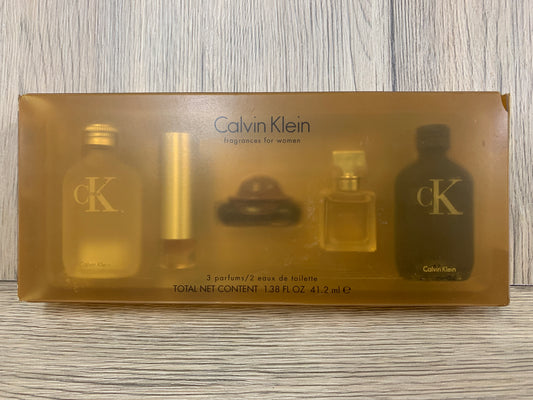 Calvin Klein
fragrances for women
cK
cK
Calvin Klein
Calvin Klein
3 parfums/2 eaux de toilette
TOTAL NET CONTENT 1.38 FL OZ 41.2 ml ℮